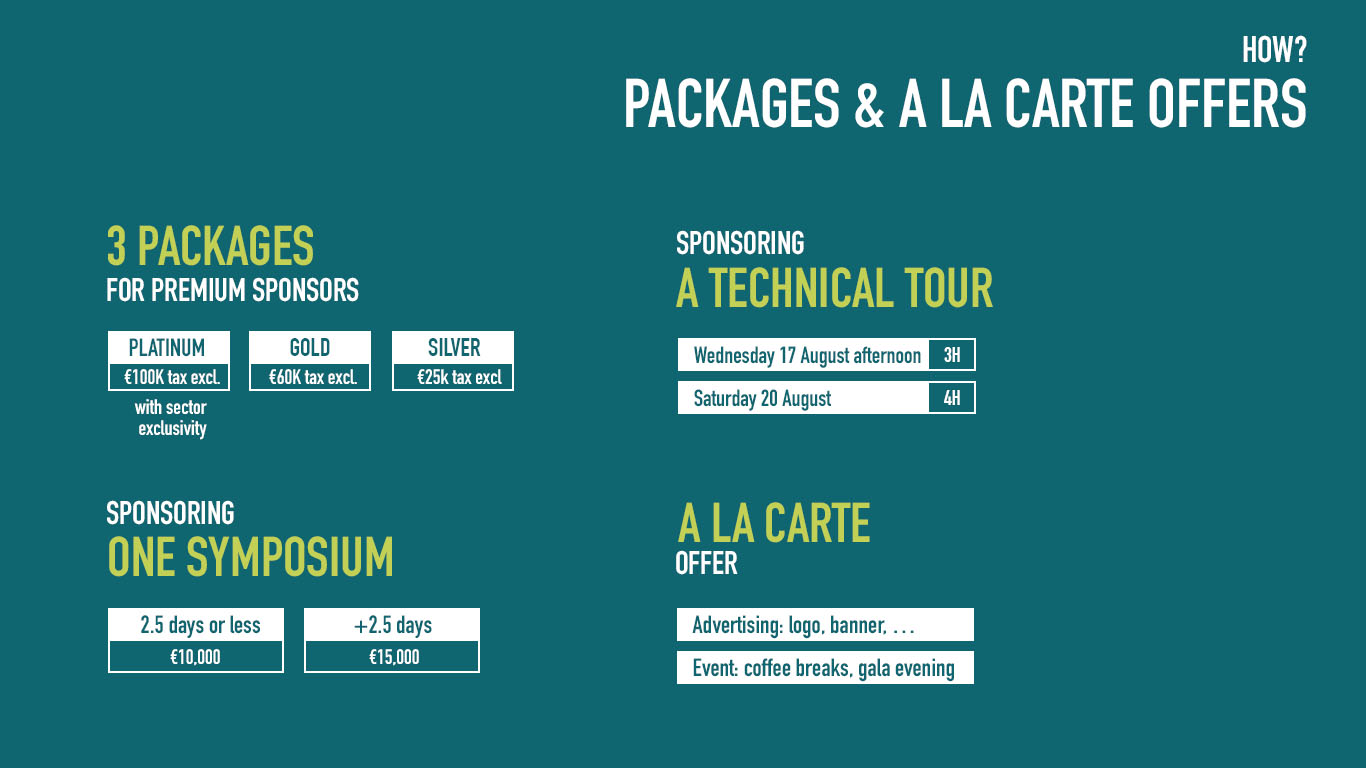 HOW?
PACKAGES & A LA CARTE OFFERS
3 PACKAGES
FOR PREMIUM SPONSORS
PLATINUM
€100K tax excl.
with sector
exclusivity
GOLD
€60K tax excl.
SILVER
€25k tax excl
SPONSORING
A TECHNICAL TOUR
Wednesday 17 August afternoon 3H
Saturday 20 August 4H
SPONSORING
ONE SYMPOSIUM
2.5 days or less
€10,000
+2.5 days
€15,000
A LA CARTE
OFFER
Advertising: logo, banner, ...
Event: coffee breaks, gala evening